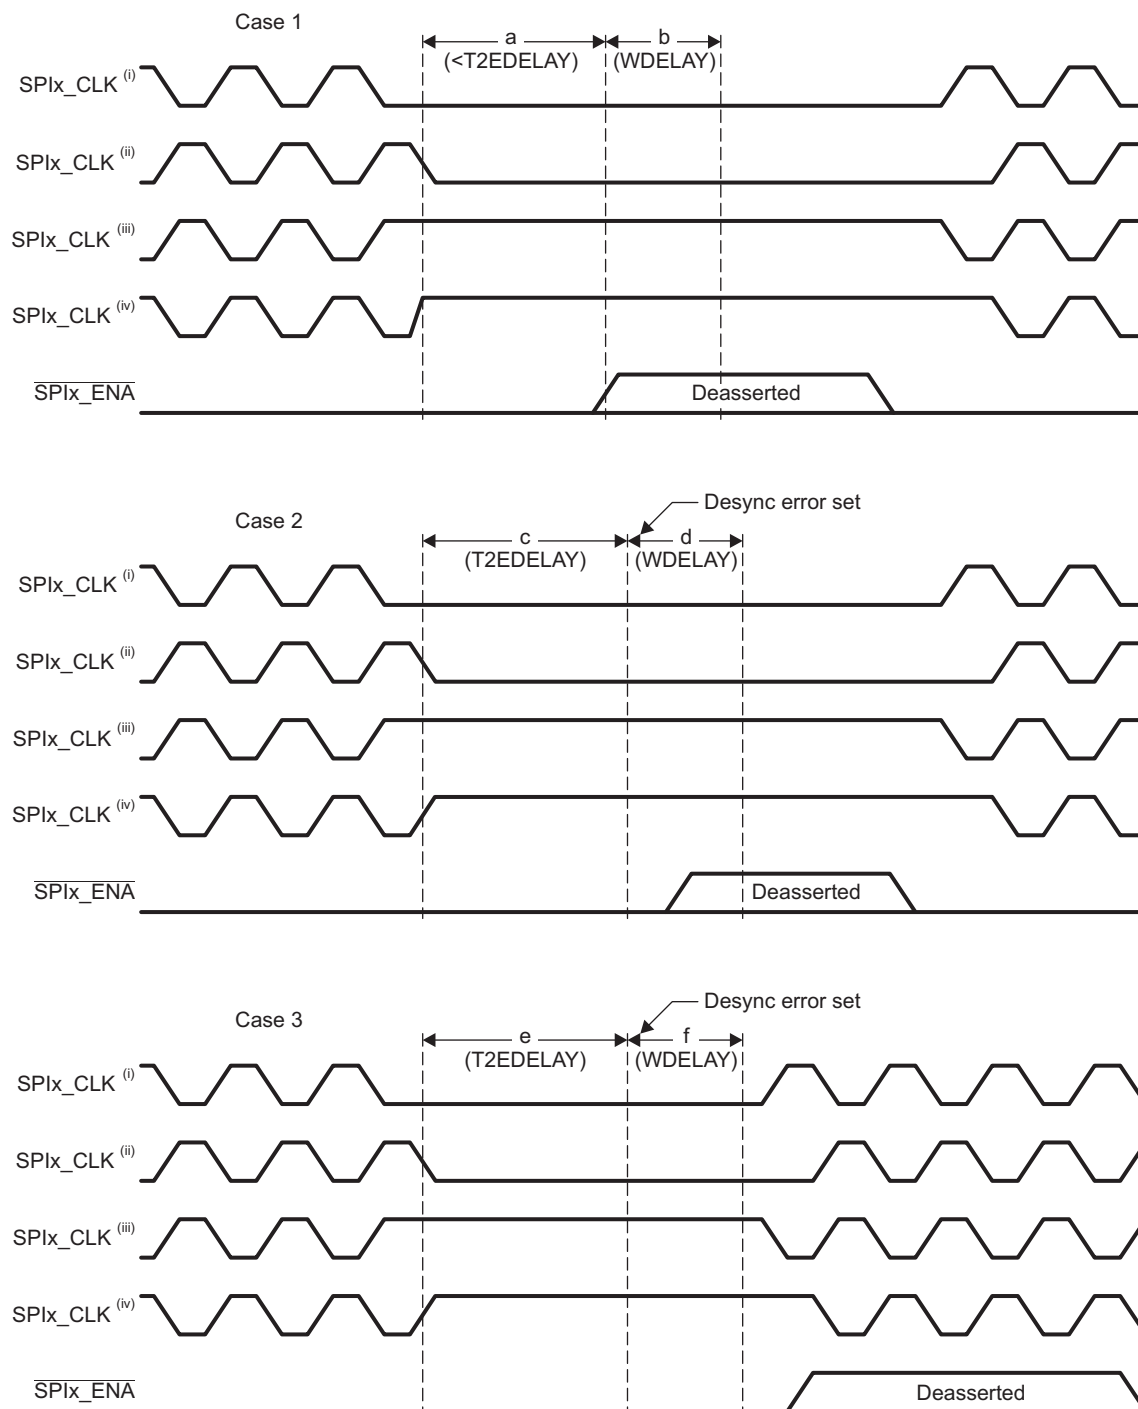 Case 1
a
(<T2EDELAY)
b
(WDELAY)
SPIx_CLK (i)
SPIx_CLK (ii)
SPIx_CLK (iii)
SPIx_CLK (iv)
SPIx_ENA
Deasserted
Desync error set
Case 2
c
(T2EDELAY)
d
(WDELAY)
SPIx_CLK (i)
SPIx_CLK (ii)
SPIx_CLK (iii)
SPIx_CLK (iv)
SPIx_ENA
Deasserted
Desync error set
Case 3
e
(T2EDELAY)
f
(WDELAY)
SPIx_CLK (i)
SPIx_CLK (ii)
SPIx_CLK (iii)
SPIx_CLK (iv)
SPIx_ENA
Deasserted